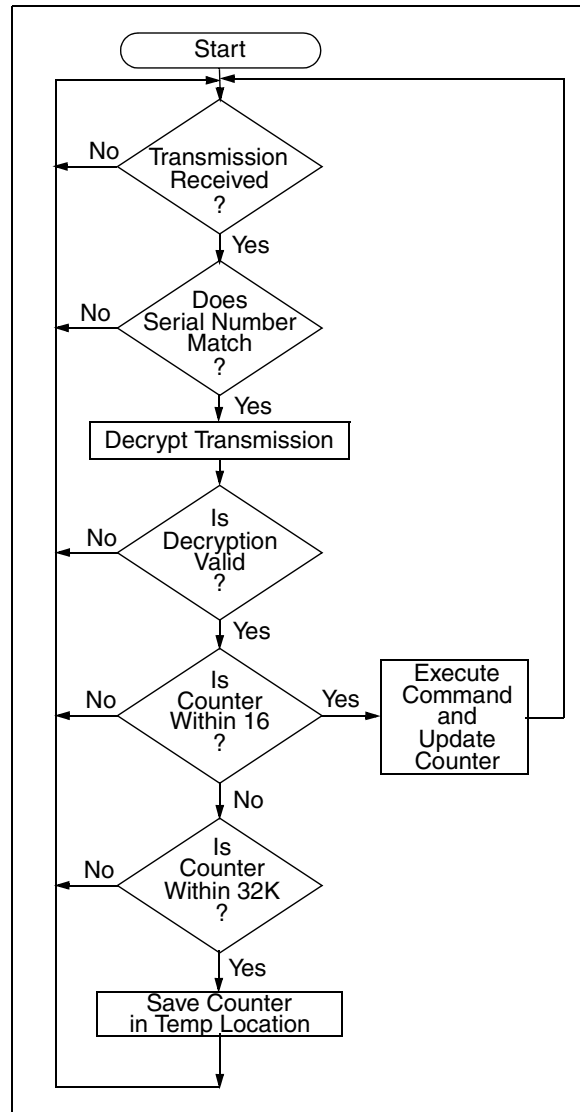 Start
No
Transmission
Received
?
Yes
Does
Serial Number
Match
?
No
Yes
Decrypt Transmission
Is
Decryption
Valid
?
No
Yes
Is
Counter
Within 16
?
No
Yes
Execute
Command
and
Update
Counter
No
Is
Counter
Within 32K
?
No
Yes
Save Counter
in Temp Location